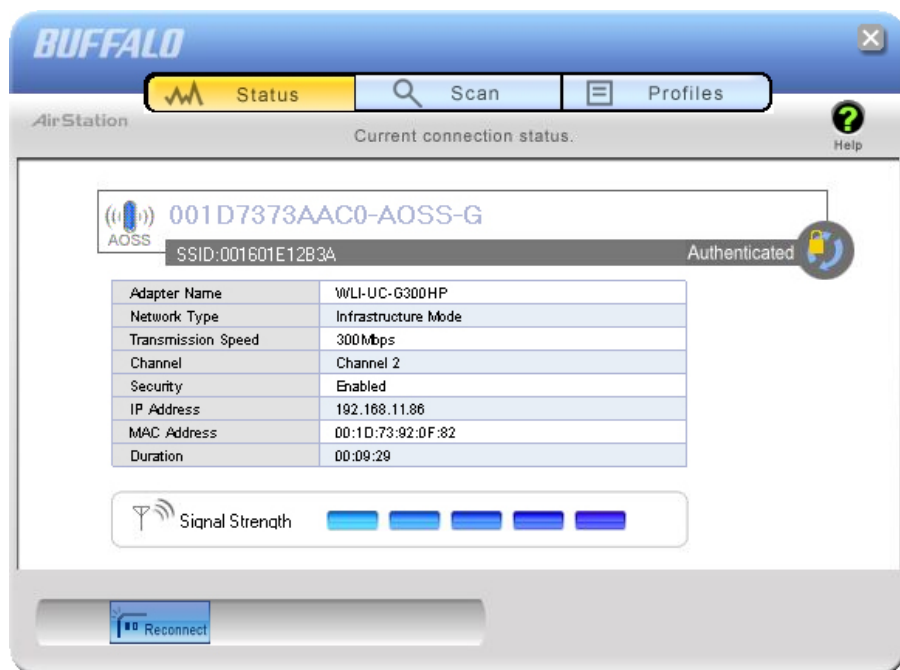 BUFFALO
Status Scan Profiles
AirStation
Current connection status.
Help
001D7373AAC0-AOSS-G
AOSS
SSID:001601E12B3A Authenticated
Adapter Name WLI-UC-G300HP
Network Type Infrastructure Mode
Transmission Speed 300Mbps
Channel Channel 2
Security Enabled
IP Address 192.168.11.86
MAC Address 00:1D:73:92:0F:82
Duration 00:09:29
Signal Strength
Reconnect